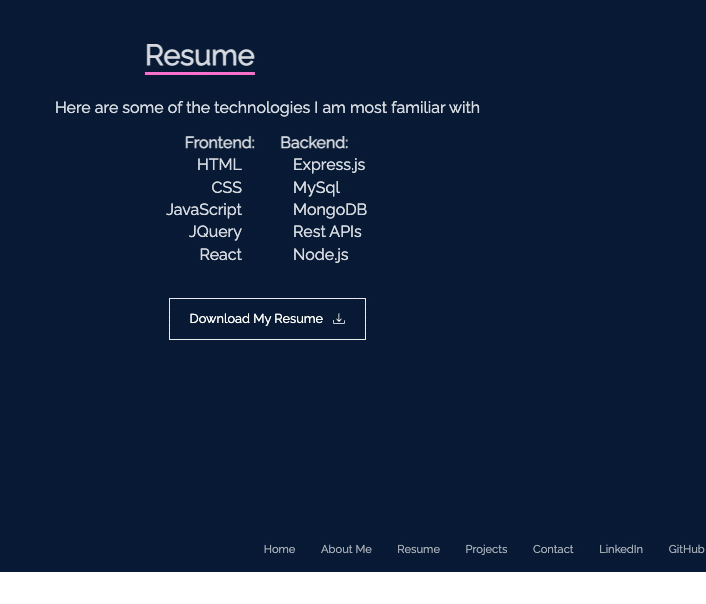 Resume
Here are some of the technologies I am most familiar with
Frontend: Backend:
HTML Express.js
CSS MySql
JavaScript MongoDB
JQuery Rest APIs
React Node.js
Download My Resume
Home About Me Resume Projects Contact LinkedIn GitHub